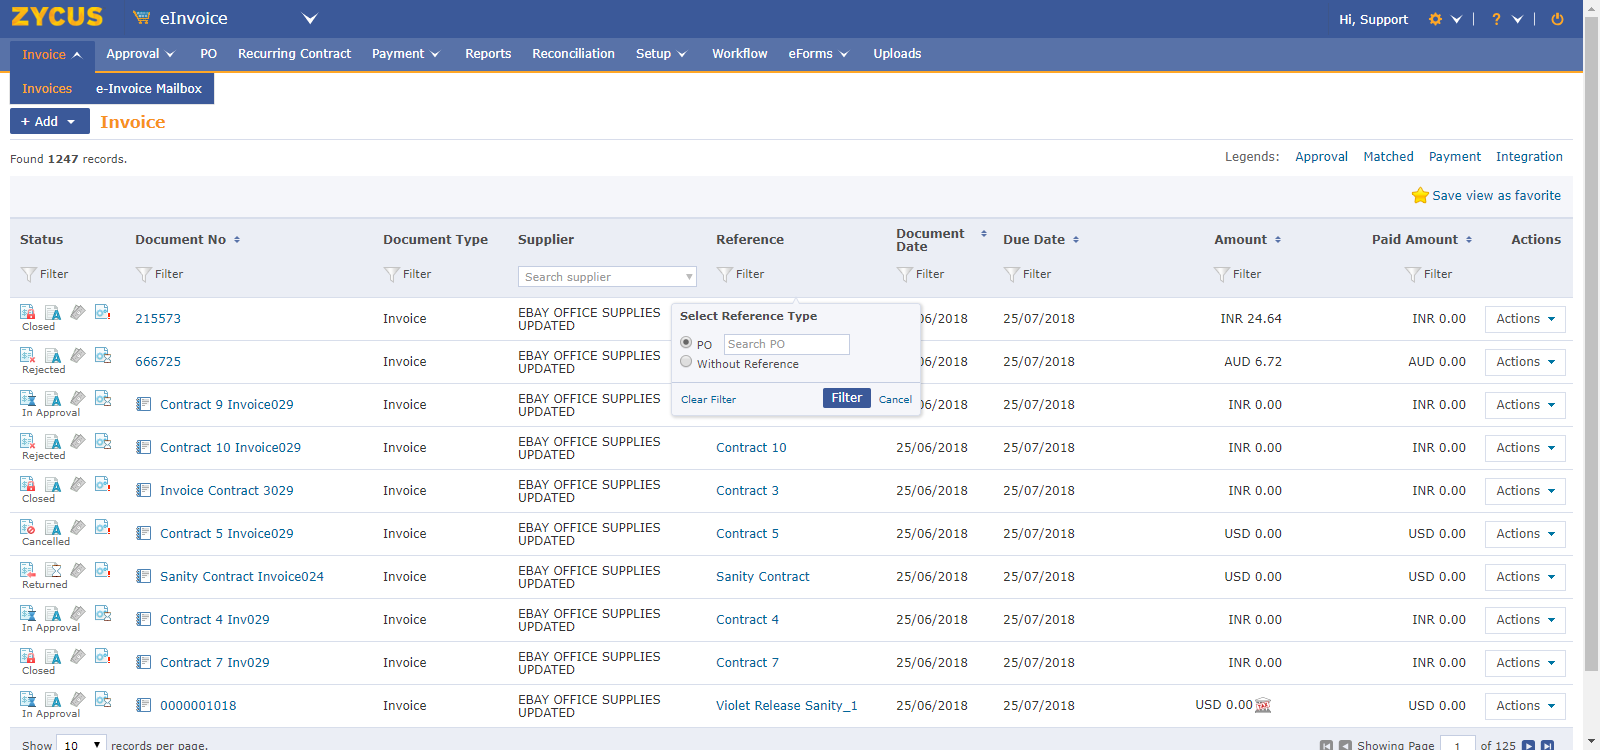 ZYCUS eInvoice Hi, Support ?
Invoice Approval PO Recurring Contract Payment Reports Reconciliation Setup Workflow eForms Uploads
Invoices e-Invoice Mailbox
+ Add Invoice
Found 1247 records. Legends: Approval Matched Payment Integration
Save view as favorite
Status Document No Document Type Supplier Reference Document Date Due Date Amount Paid Amount Actions
Filter Filter Filter Search supplier Filter Filter Filter Filter Filter
Closed 215573 Invoice EBAY OFFICE SUPPLIES UPDATED /06/2018 25/07/2018 INR 24.64 INR 0.00 Actions
Select Reference Type
PO Search PO
Without Reference
Clear Filter Filter Cancel
Rejected 666725 Invoice EBAY OFFICE SUPPLIES UPDATED 06/2018 25/07/2018 AUD 6.72 AUD 0.00 Actions
In Approval Contract 9 Invoice029 Invoice EBAY OFFICE SUPPLIES UPDATED 06/2018 25/07/2018 INR 0.00 INR 0.00 Actions
Rejected Contract 10 Invoice029 Invoice EBAY OFFICE SUPPLIES UPDATED Contract 10 25/06/2018 25/07/2018 INR 0.00 INR 0.00 Actions
Closed Invoice Contract 3029 Invoice EBAY OFFICE SUPPLIES UPDATED Contract 3 25/06/2018 25/07/2018 INR 0.00 INR 0.00 Actions
Cancelled Contract 5 Invoice029 Invoice EBAY OFFICE SUPPLIES UPDATED Contract 5 25/06/2018 25/07/2018 USD 0.00 USD 0.00 Actions
Returned Sanity Contract Invoice024 Invoice EBAY OFFICE SUPPLIES UPDATED Sanity Contract 25/06/2018 25/07/2018 USD 0.00 USD 0.00 Actions
In Approval Contract 4 Inv029 Invoice EBAY OFFICE SUPPLIES UPDATED Contract 4 25/06/2018 25/07/2018 INR 0.00 INR 0.00 Actions
Closed Contract 7 Inv029 Invoice EBAY OFFICE SUPPLIES UPDATED Contract 7 25/06/2018 25/07/2018 INR 0.00 INR 0.00 Actions
In Approval 0000001018 Invoice EBAY OFFICE SUPPLIES UPDATED Violet Release Sanity_1 25/06/2018 25/07/2018 USD 0.00 USD 0.00 Actions
Show 10 records per page. Showing Page 1 of 125